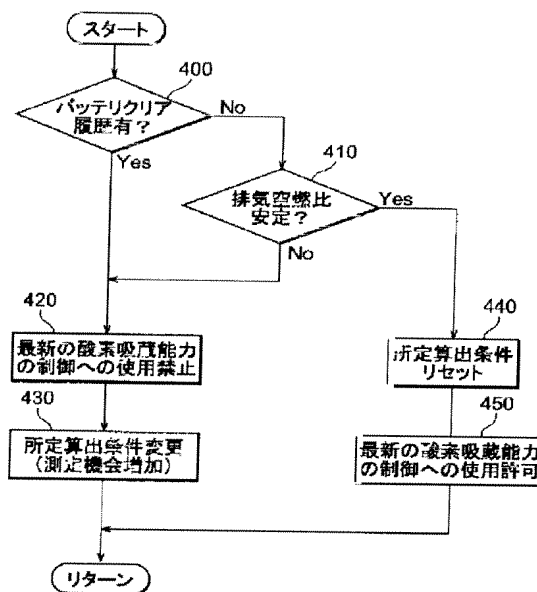 スタート
400
バッテリクリア
履歴有?
No
Yes
410
排気空燃比
安定?
Yes
No
420
最新の酸素吸蔵能力
の制御への使用禁止
430
所定算出条件変更
(測定機会増加)
440
所定算出条件
リセット
450
最新の酸素吸蔵能力
の制御への使用許可
リターン